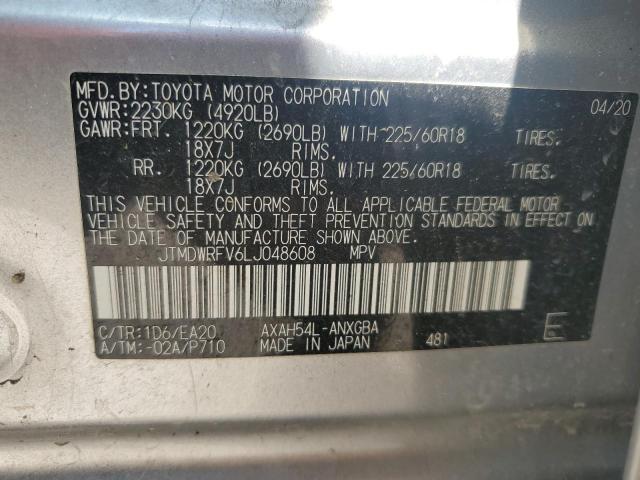 MFD.BY:TOYOTA MOTOR CORPORATION 04/20
GVWR:2230KG (4920LB)
GAWR:FRT. 1220KG (2690LB) WITH 225/60R18 TIRES.
18X7J RIMS.
RR. 1220KG (2690LB) WITH 225/60R18 TIRES.
18X7J RIMS.
THIS VEHICLE CONFORMS TO ALL APPLICABLE FEDERAL MOTOR
VEHICLE SAFETY AND THEFT PREVENTION STANDARDS IN EFFECT ON
THE DATE OF MANUFACTURE SHOWN ABOVE.
JTMDWRFV6LJ048608 MPV
C/TR:1D6/EA20 AXAH54L-ANXGBA
A/TM:-02A/P710 MADE IN JAPAN 481 E